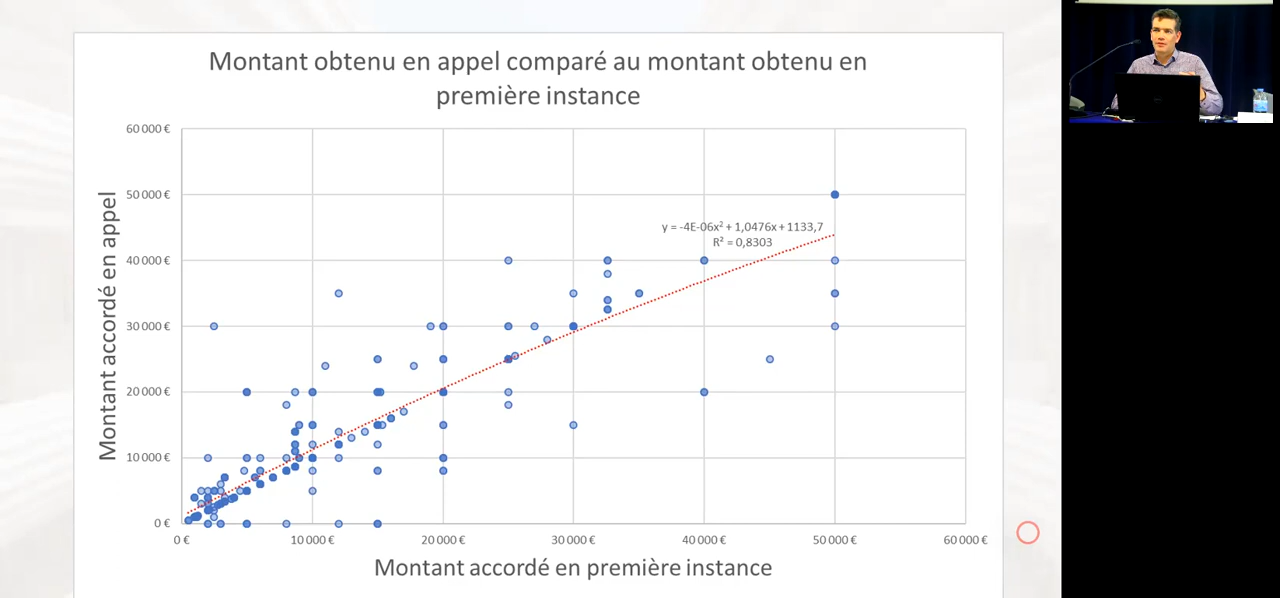 Montant obtenu en appel comparé au montant obtenu en
première instance
60 000 €
50 000 €
40 000 €
30 000 €
20 000 €
10 000 €
0 €
Montant accordé en appel
y = -4E-06x² + 1,0476x + 1133,7
R² = 0,8303
0 €
10 000 €
20 000 €
30 000 €
40 000 €
50 000 €
60 000 €
Montant accordé en première instance